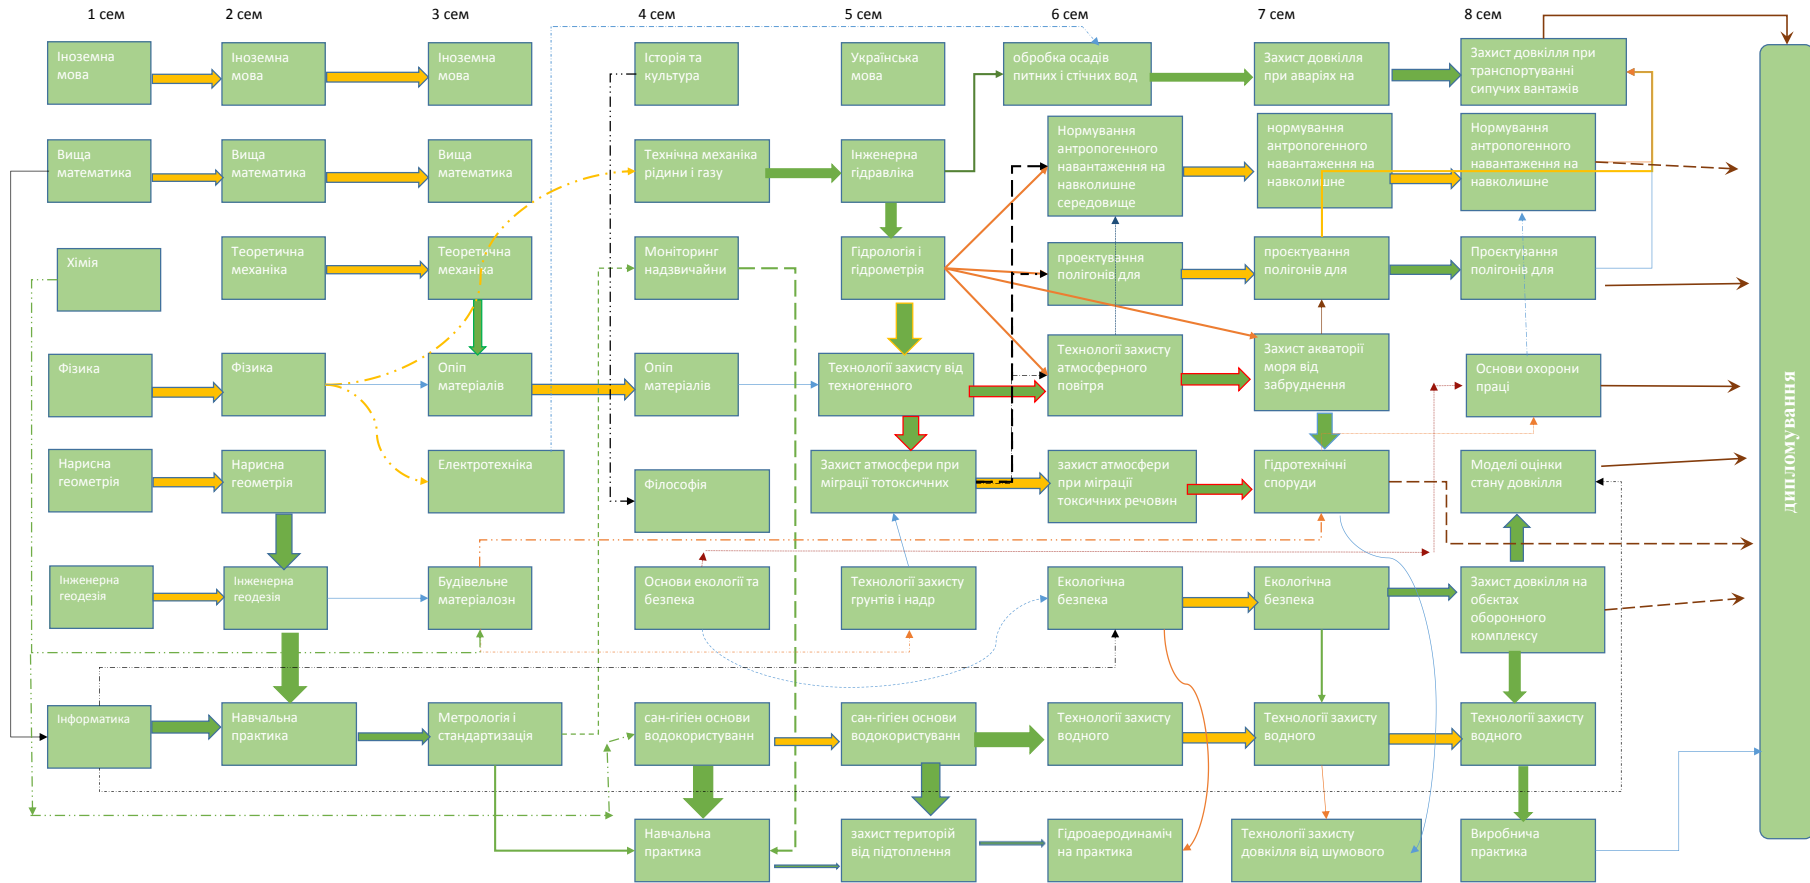 1 сем
2 сем
3 сем
4 сем
5 сем
6 сем
7 сем
8 сем
Іноземна
мова
Іноземна
мова
Іноземна
мова
Історія та
культура
Українська
мова
обробка осадів
питних і стічних вод
Захист довкілля
при аваріях на
Захист довкілля при
транспортуванні
сипучих вантажів
Вища
математика
Вища
математика
Вища
математика
Технічна механіка
рідини і газу
Інженерна
гідравліка
Нормування
антропогенного
навантаження на
навколишнє
середовище
нормування
антропогенного
навантаження на
навколишнє
Нормування
антропогенного
навантаження на
навколишнє
Хімія
Теоретична
механіка
Теоретична
механіка
Моніторинг
надзвичайни
Гідрологія і
гідрометрія
проектування
полігонів для
проєктування
полігонів для
Проєктування
полігонів для
Фізика
Фізика
Опіп
матеріалів
Опіп
матеріалів
Технології захисту від
техногенного
Технології захисту
атмосферного
повітря
Захист акваторії
моря від
забруднення
Основи охорони
праці
Нарисна
геометрія
Нарисна
геометрія
Електротехніка
Філософія
Захист атмосфери при
міграції тотоксичних
захист атмосфери
при міграції
токсичних речовин
Гідротехнічні
споруди
Моделі оцінки
стану довкілля
Інженерна
геодезія
Інженерна
геодезія
Будівельне
матеріалозн
Основи екології та
безпека
Технології захисту
грунтів і надр
Екологічна
безпека
Екологічна
безпека
Захист довкілля на
обєктах
оборонного
комплексу
Інформатика
Навчальна
практика
Метрологія і
стандартизація
сан-гігієн основи
водокористуванн
сан-гігієн основи
водокористуванн
Технології захисту
водного
Технології захисту
водного
Технології захисту
водного
Навчальна
практика
захист територій
від підтоплення
Гідроаеродинаміч
на практика
Технології захисту
довкілля від шумового
Виробнича
практика
дипломування